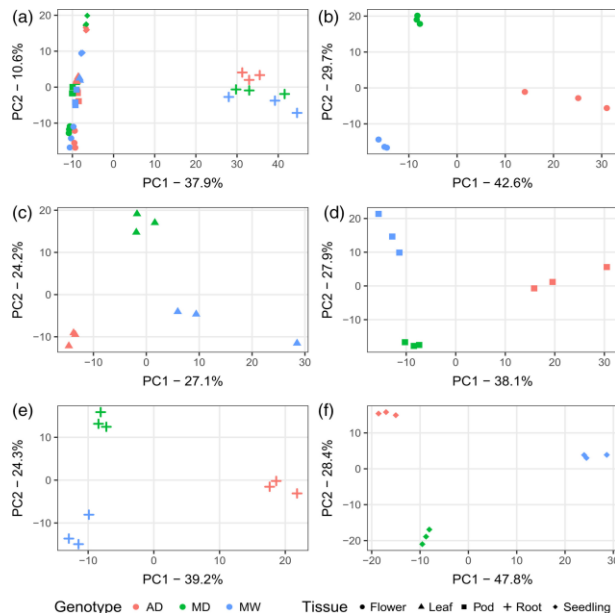 (a)
PC2 − 10.6%
20
10
0
−10
−10 0 10 20 30 40
PC1 − 37.9%
(b)
PC2 − 29.7%
20
10
0
−10
−10 0 10 20 30
PC1 − 42.6%
(c)
PC2 − 24.2%
20
10
0
−10
−10 0 10 20 30
PC1 − 27.1%
(d)
PC2 − 27.9%
20
10
0
−10
−10 0 10 20 30
PC1 − 38.1%
(e)
PC2 − 24.3%
10
0
−10
−10 0 10 20
PC1 − 39.2%
(f)
PC2 − 28.4%
20
10
0
−10
−20
−20 −10 0 10 20 30
PC1 − 47.8%
Genotype AD MD MW Tissue Flower Leaf Pod Root Seedling